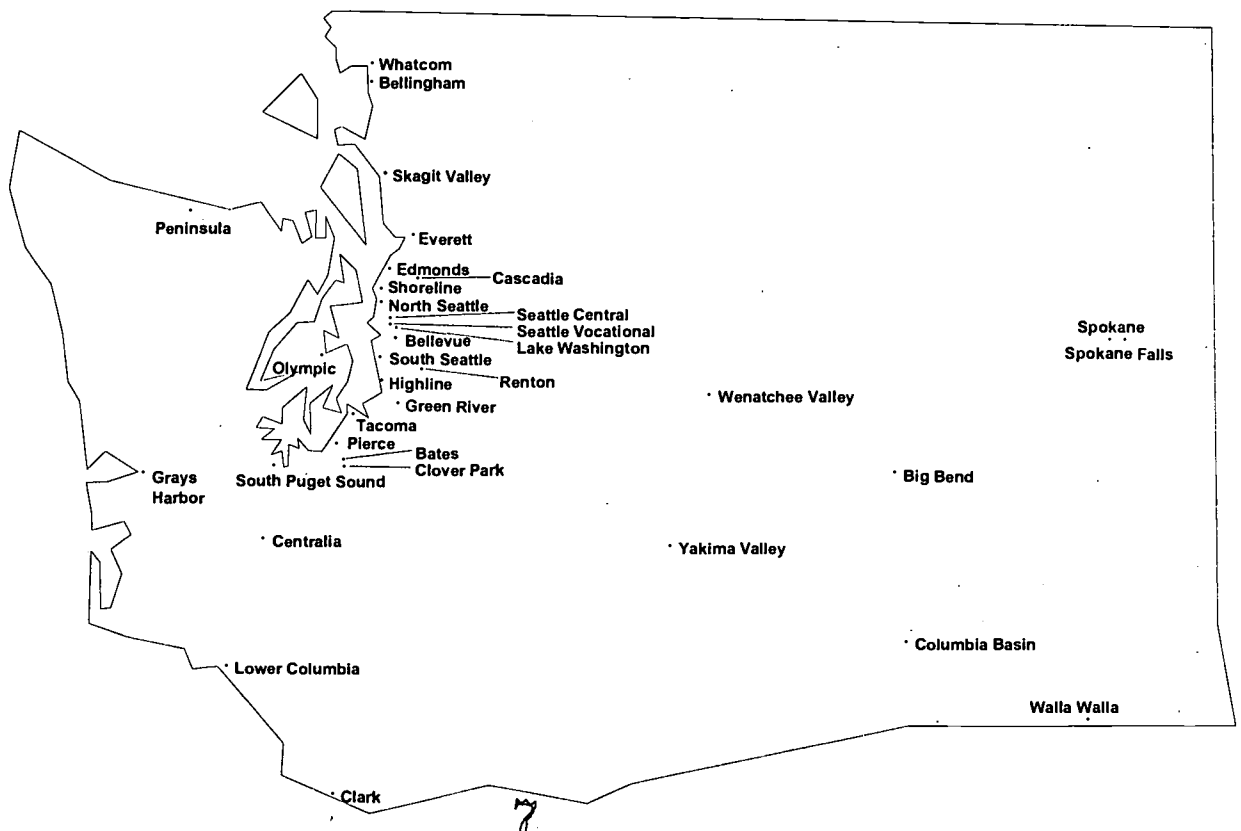 Whatcom
Bellingham
Skagit Valley
Peninsula
Everett
Edmonds
Cascadia
Shoreline
North Seattle
Seattle Central
Seattle Vocational
Bellevue
Lake Washington
Spokane
Spokane Falls
South Seattle
Olympic
Renton
Highline
Wenatchee Valley
Green River
Tacoma
Pierce
Bates
Clover Park
Grays
Harbor
South Puget Sound
Big Bend
Centralia
Yakima Valley
Columbia Basin
Lower Columbia
Walla Walla
Clark
7